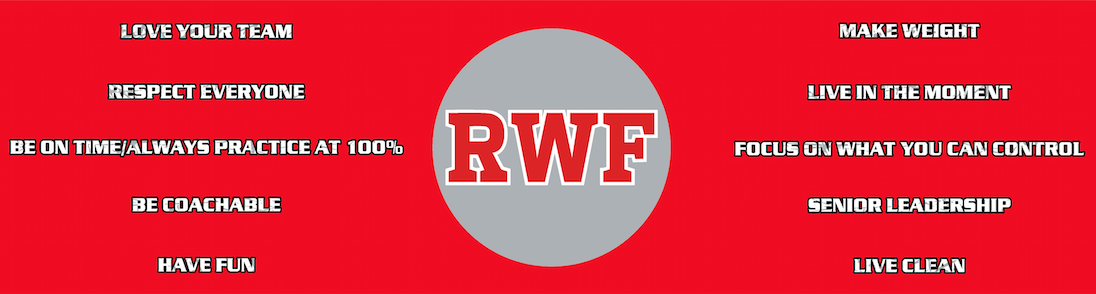 LOVE YOUR TEAM
RESPECT EVERYONE
BE ON TIME/ALWAYS PRACTICE AT 100%
BE COACHABLE
HAVE FUN
RWF
MAKE WEIGHT
LIVE IN THE MOMENT
FOCUS ON WHAT YOU CAN CONTROL
SENIOR LEADERSHIP
LIVE CLEAN